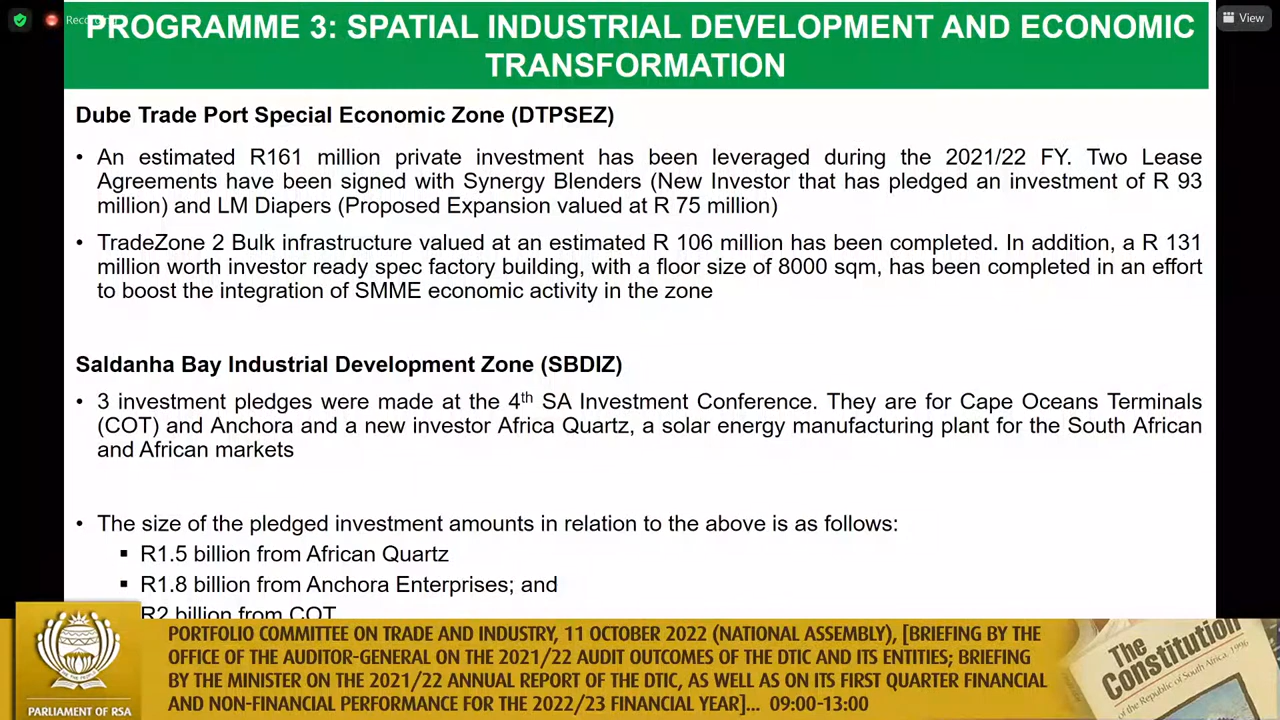 Recording
View
PROGRAMME 3: SPATIAL INDUSTRIAL DEVELOPMENT AND ECONOMIC
TRANSFORMATION
Dube Trade Port Special Economic Zone (DTPSEZ)
• An estimated R161 million private investment has been leveraged during the 2021/22 FY. Two Lease
Agreements have been signed with Synergy Blenders (New Investor that has pledged an investment of R 93
million) and LM Diapers (Proposed Expansion valued at R 75 million)
• TradeZone 2 Bulk infrastructure valued at an estimated R 106 million has been completed. In addition, a R 131
million worth investor ready spec factory building, with a floor size of 8000 sqm, has been completed in an effort
to boost the integration of SMME economic activity in the zone
Saldanha Bay Industrial Development Zone (SBDIZ)
• 3 investment pledges were made at the 4th SA Investment Conference. They are for Cape Oceans Terminals
(COT) and Anchora and a new investor Africa Quartz, a solar energy manufacturing plant for the South African
and African markets
• The size of the pledged investment amounts in relation to the above is as follows:
▪ R1.5 billion from African Quartz
▪ R1.8 billion from Anchora Enterprises; and
R2 billion from COT
PORTFOLIO COMMITTEE ON TRADE AND INDUSTRY, 11 OCTOBER 2022 (NATIONAL ASSEMBLY), [BRIEFING BY THE
OFFICE OF THE AUDITOR-GENERAL ON THE 2021/22 AUDIT OUTCOMES OF THE DTIC AND ITS ENTITIES; BRIEFING
BY THE MINISTER ON THE 2021/22 ANNUAL REPORT OF THE DTIC, AS WELL AS ON ITS FIRST QUARTER FINANCIAL
AND NON-FINANCIAL PERFORMANCE FOR THE 2022/23 FINANCIAL YEAR]... 09:00-13:00
PARLIAMENT OF RSA
The
Constitution
of the Republic of South Africa, 1996